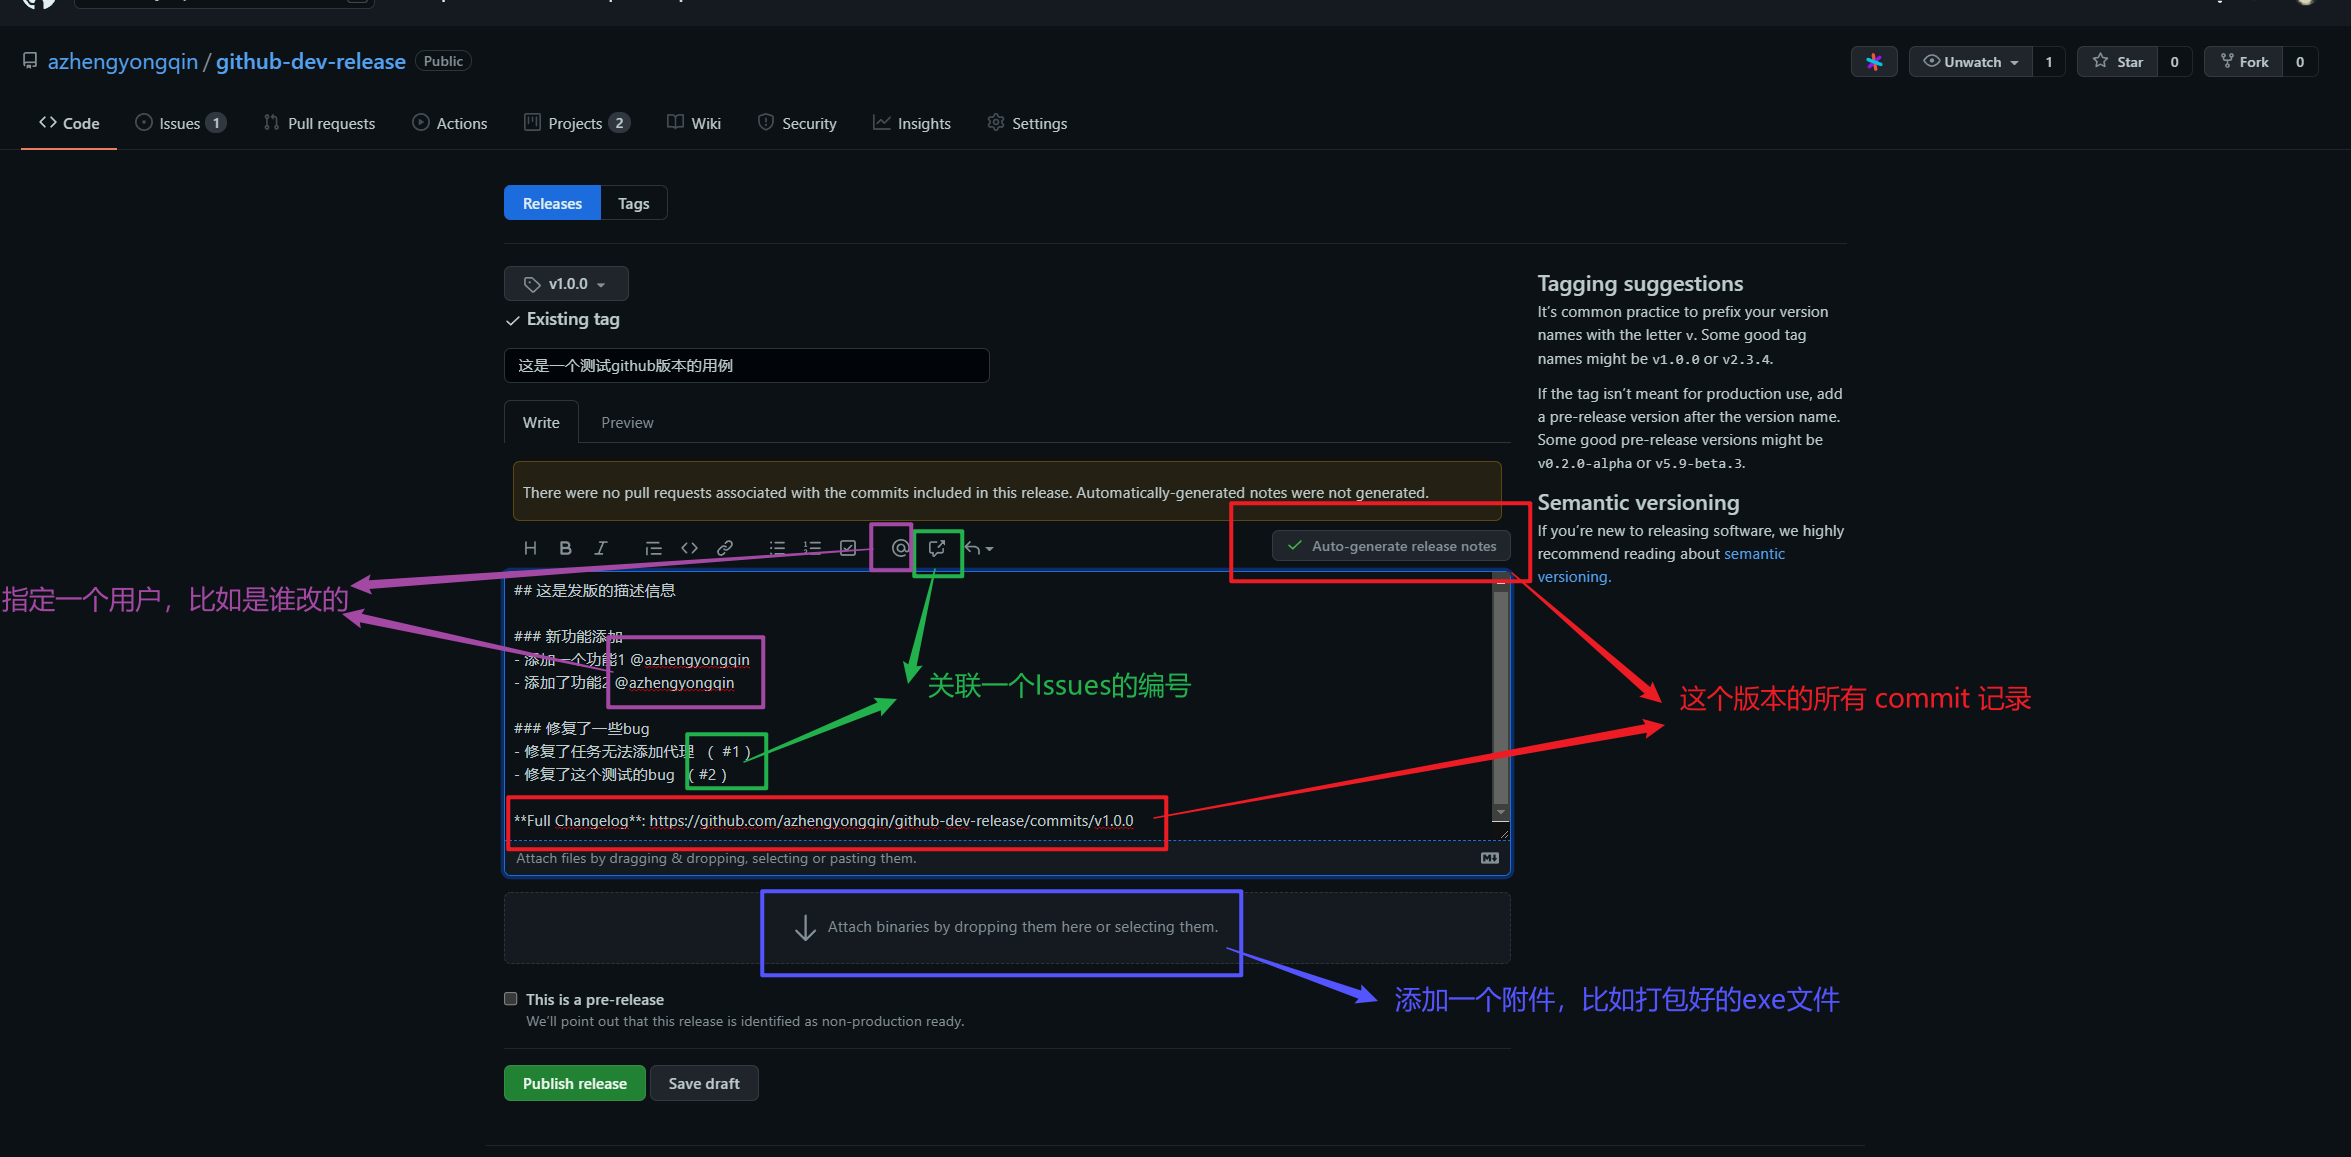 azhengyongqin / github-dev-release Public
Unwatch 1 Star 0 Fork 0
Code Issues 1 Pull requests Actions Projects 2 Wiki Security Insights Settings
Releases Tags
v1.0.0
Existing tag
这是一个测试github版本的用例
Write Preview
There were no pull requests associated with the commits included in this release. Automatically-generated notes were not generated.
Auto-generate release notes
## 这是发版的描述信息
### 新功能添加
- 添加一个功能1 @azhengyongqin
- 添加了功能2 @azhengyongqin
### 修复了一些bug
- 修复了任务无法添加代理 ( #1 )
- 修复了这个测试的bug ( #2 )
**Full Changelog**: https://github.com/azhengyongqin/github-dev-release/commits/v1.0.0
Attach files by dragging & dropping, selecting or pasting them.
Attach binaries by dropping them here or selecting them.
This is a pre-release
We'll point out that this release is identified as non-production ready.
Publish release Save draft
Tagging suggestions
It's common practice to prefix your version
names with the letter v. Some good tag
names might be v1.0.0 or v2.3.4.
If the tag isn't meant for production use, add
a pre-release version after the version name.
Some good pre-release versions might be
v0.2.0-alpha or v5.9-beta.3.
Semantic versioning
If you're new to releasing software, we highly
recommend reading about semantic
versioning.
指定一个用户，比如是谁改的
关联一个Issues的编号
这个版本的所有 commit 记录
添加一个附件，比如打包好的exe文件